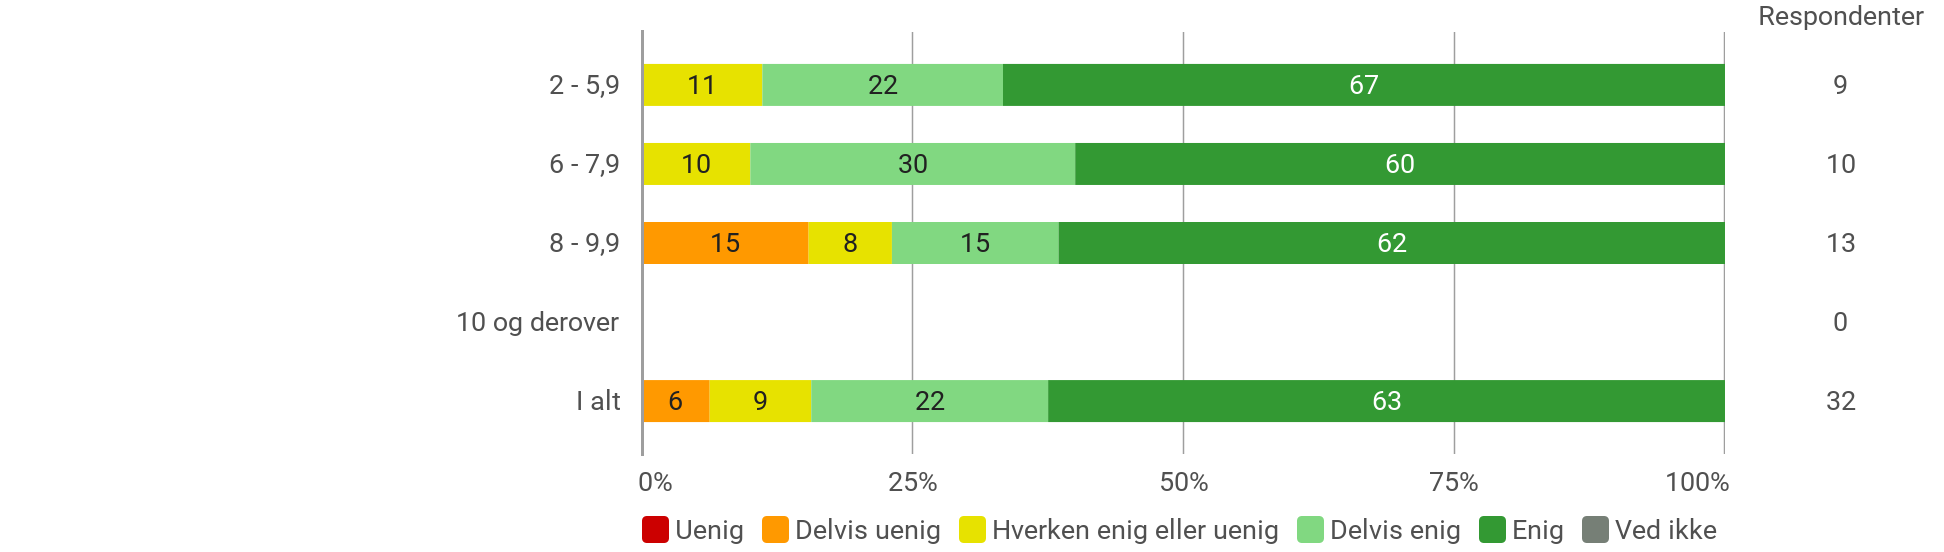 Respondenter
2 - 5,9 11 22 67 9
6 - 7,9 10 30 60 10
8 - 9,9 15 8 15 62 13
10 og derover 0
I alt 6 9 22 63 32
0% 25% 50% 75% 100%
Uenig Delvis uenig Hverken enig eller uenig Delvis enig Enig Ved ikke